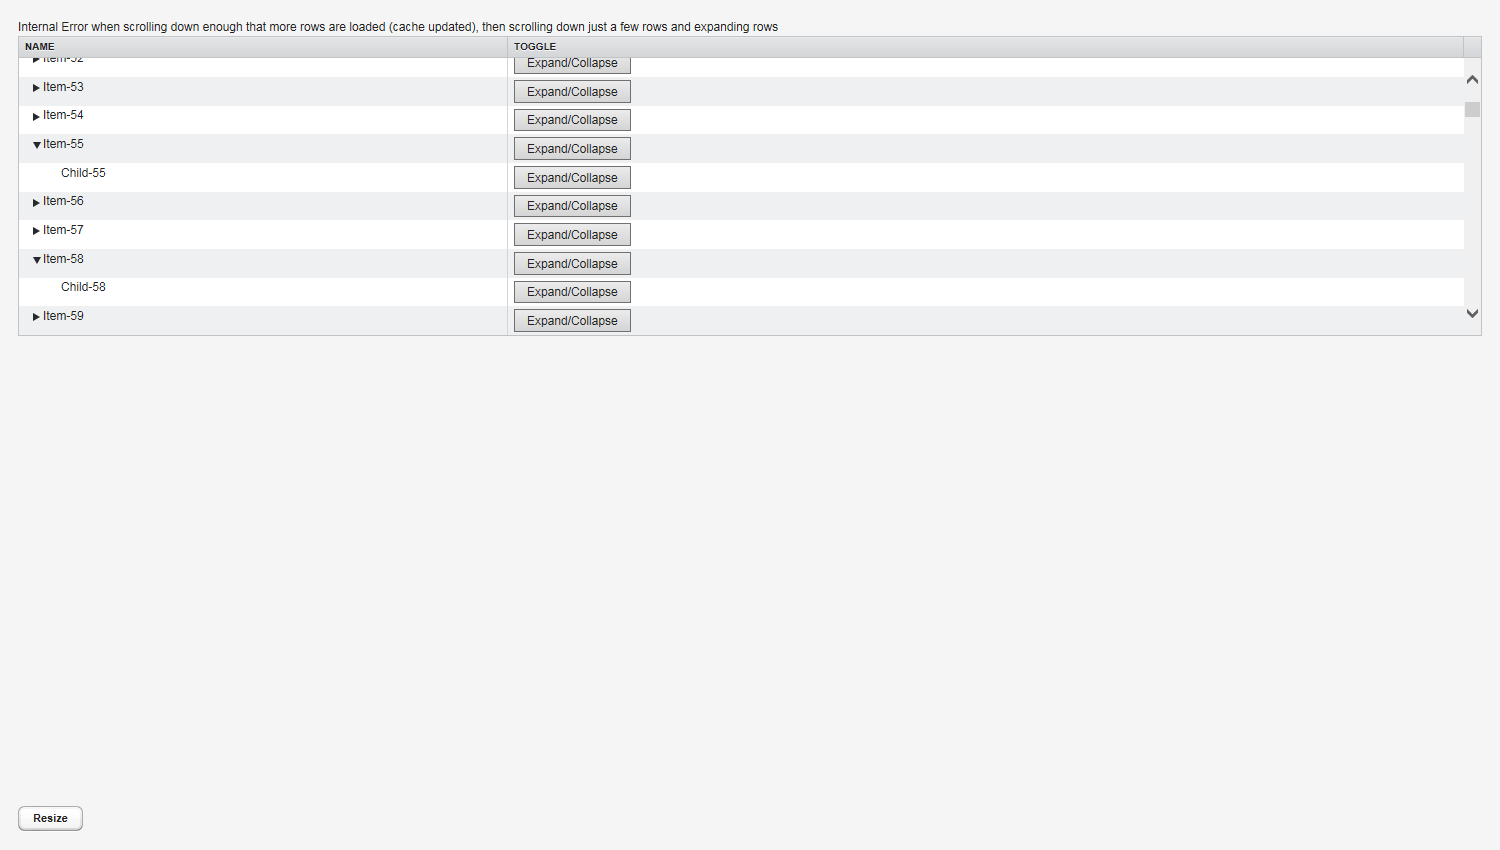 Internal Error when scrolling down enough that more rows are loaded (cache updated), then scrolling down just a few rows and expanding rows
NAME TOGGLE
Item-52 Expand/Collapse
Item-53 Expand/Collapse
Item-54 Expand/Collapse
Item-55 Expand/Collapse
Child-55 Expand/Collapse
Item-56 Expand/Collapse
Item-57 Expand/Collapse
Item-58 Expand/Collapse
Child-58 Expand/Collapse
Item-59 Expand/Collapse
Resize